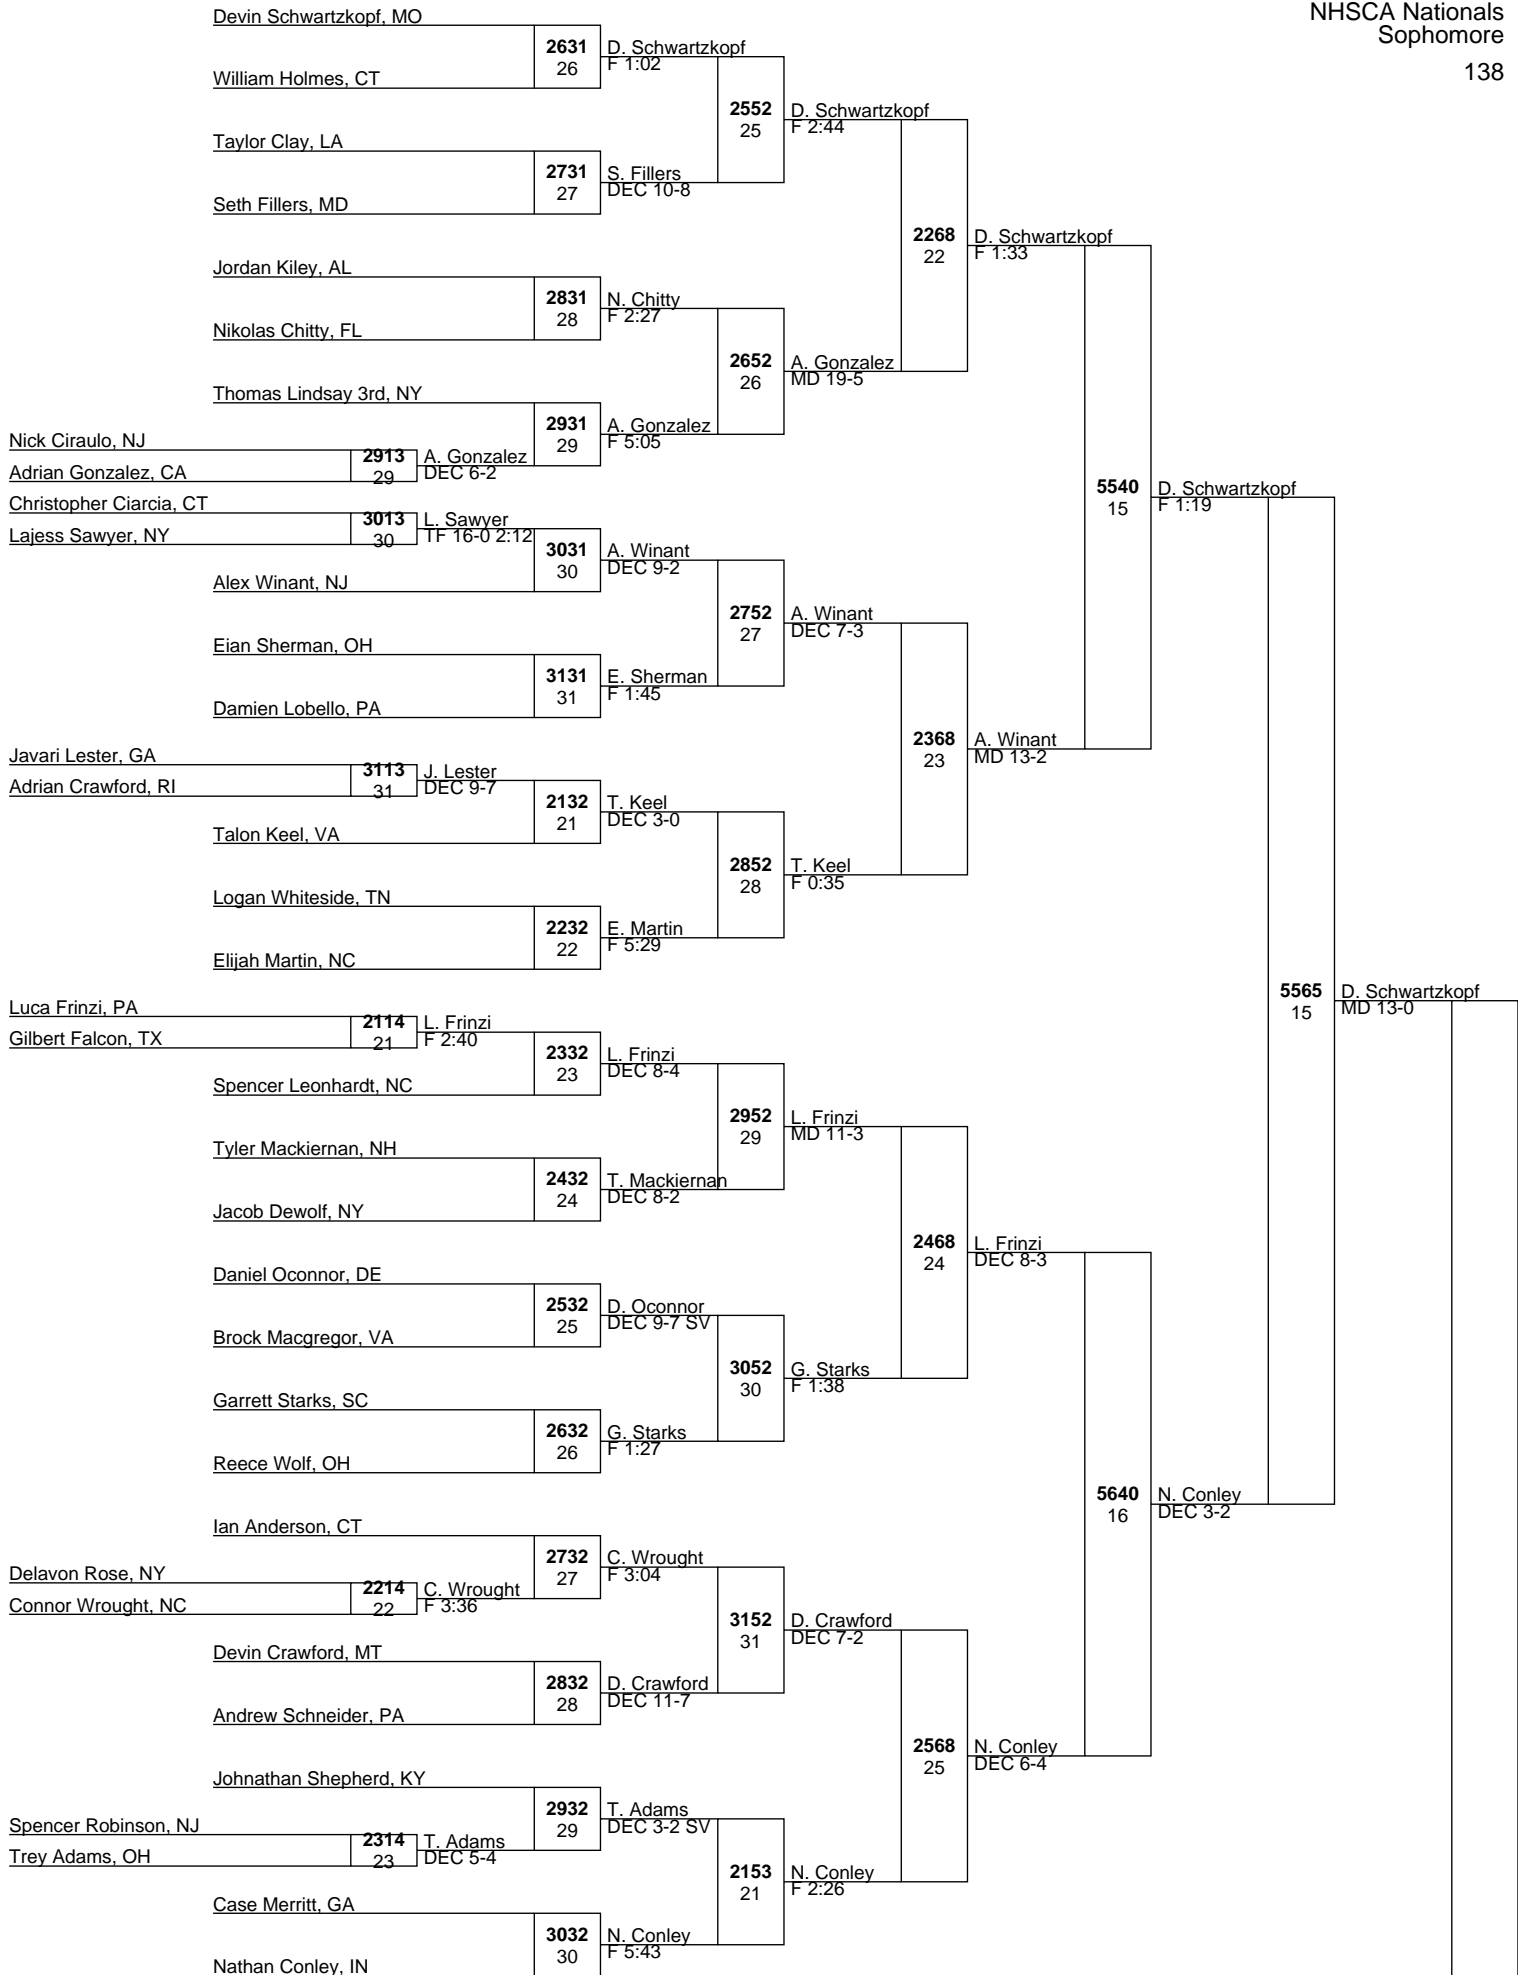 NHSCA Nationals
Sophomore
138
Devin Schwartzkopf, MO
2631
26
D. Schwartzkopf
F 1:02
William Holmes, CT
2552
25
D. Schwartzkopf
F 2:44
Taylor Clay, LA
2731
27
S. Fillers
DEC 10-8
Seth Fillers, MD
2268
22
D. Schwartzkopf
F 1:33
Jordan Kiley, AL
2831
28
N. Chitty
F 2:27
Nikolas Chitty, FL
2652
26
A. Gonzalez
MD 19-5
Thomas Lindsay 3rd, NY
2931
29
A. Gonzalez
F 5:05
Nick Ciraulo, NJ
2913
29
A. Gonzalez
DEC 6-2
Adrian Gonzalez, CA
5540
15
D. Schwartzkopf
F 1:19
Christopher Ciarcia, CT
3013
30
L. Sawyer
TF 16-0 2:12
Lajess Sawyer, NY
3031
30
A. Winant
DEC 9-2
Alex Winant, NJ
2752
27
A. Winant
DEC 7-3
Eian Sherman, OH
3131
31
E. Sherman
F 1:45
Damien Lobello, PA
2368
23
A. Winant
MD 13-2
Javari Lester, GA
3113
31
J. Lester
DEC 9-7
Adrian Crawford, RI
2132
21
T. Keel
DEC 3-0
Talon Keel, VA
2852
28
T. Keel
F 0:35
Logan Whiteside, TN
2232
22
E. Martin
F 5:29
Elijah Martin, NC
5565
15
D. Schwartzkopf
MD 13-0
Luca Frinzi, PA
2114
21
L. Frinzi
F 2:40
Gilbert Falcon, TX
2332
23
L. Frinzi
DEC 8-4
Spencer Leonhardt, NC
2952
29
L. Frinzi
MD 11-3
Tyler Mackiernan, NH
2432
24
T. Mackiernan
DEC 8-2
Jacob Dewolf, NY
2468
24
L. Frinzi
DEC 8-3
Daniel Oconnor, DE
2532
25
D. Oconnor
DEC 9-7 SV
Brock Macgregor, VA
3052
30
G. Starks
F 1:38
Garrett Starks, SC
2632
26
G. Starks
F 1:27
Reece Wolf, OH
5640
16
N. Conley
DEC 3-2
Ian Anderson, CT
2732
27
C. Wrought
F 3:04
Delavon Rose, NY
2214
22
C. Wrought
F 3:36
Connor Wrought, NC
3152
31
D. Crawford
DEC 7-2
Devin Crawford, MT
2832
28
D. Crawford
DEC 11-7
Andrew Schneider, PA
2568
25
N. Conley
DEC 6-4
Johnathan Shepherd, KY
2932
29
T. Adams
DEC 3-2 SV
Spencer Robinson, NJ
2314
23
T. Adams
DEC 5-4
Trey Adams, OH
2153
21
N. Conley
F 2:26
Case Merritt, GA
3032
30
N. Conley
F 5:43
Nathan Conley, IN